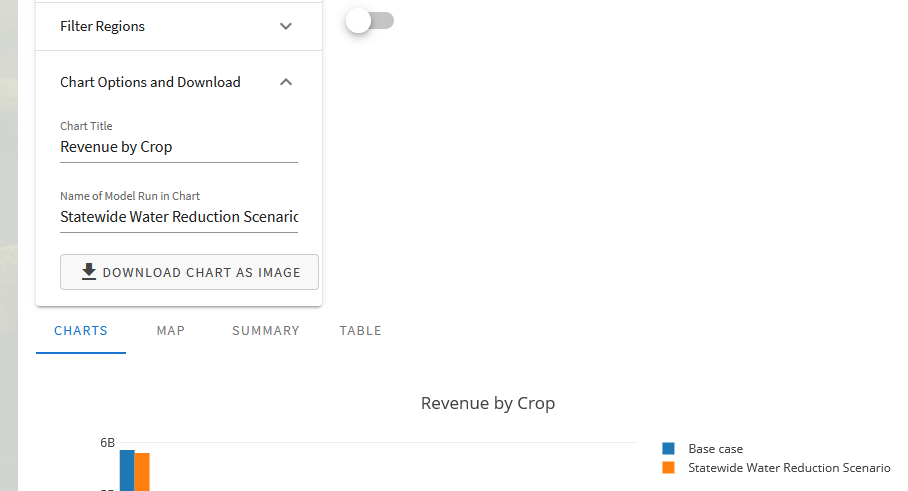 Filter Regions
Chart Options and Download
Chart Title
Revenue by Crop
Name of Model Run in Chart
Statewide Water Reduction Scenaric
DOWNLOAD CHART AS IMAGE
CHARTS MAP SUMMARY TABLE
Revenue by Crop
6B
Base case
Statewide Water Reduction Scenario